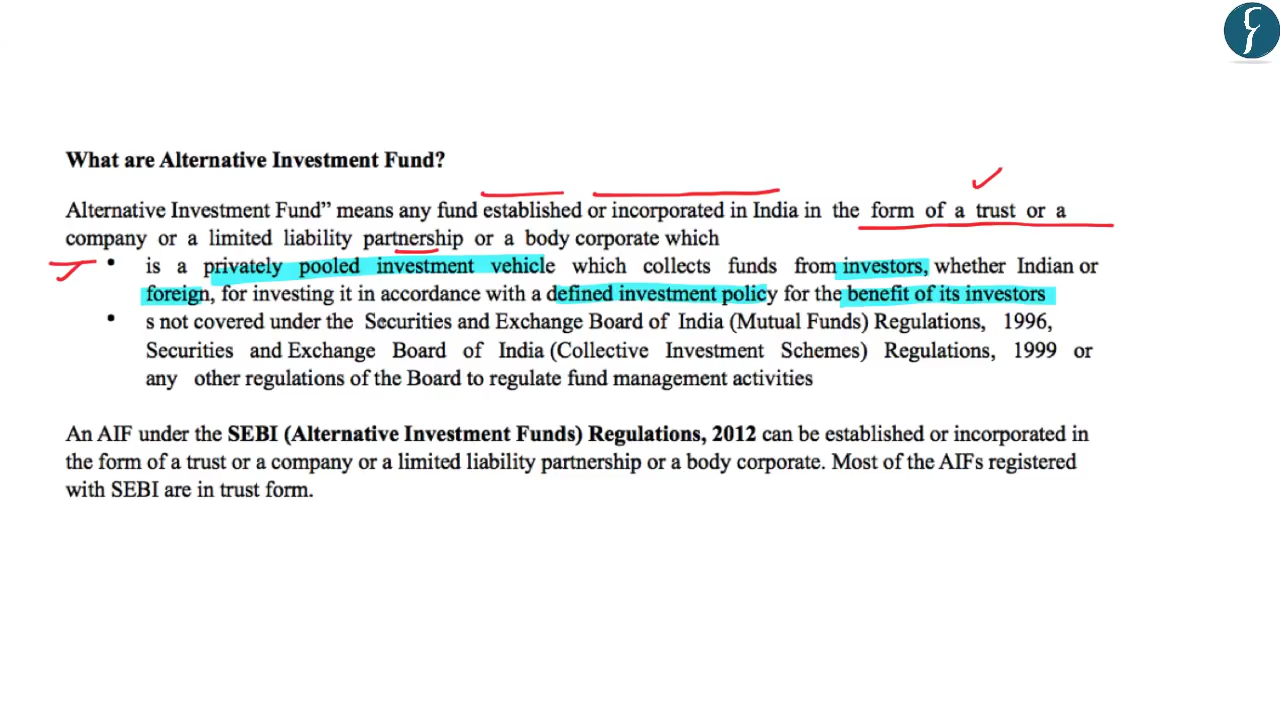 What are Alternative Investment Fund?
Alternative Investment Fund” means any fund established or incorporated in India in the form of a trust or a
company or a limited liability partnership or a body corporate which
• is a privately pooled investment vehicle which collects funds from investors, whether Indian or
foreign, for investing it in accordance with a defined investment policy for the benefit of its investors
• s not covered under the Securities and Exchange Board of India (Mutual Funds) Regulations, 1996,
Securities and Exchange Board of India (Collective Investment Schemes) Regulations, 1999 or
any other regulations of the Board to regulate fund management activities
An AIF under the SEBI (Alternative Investment Funds) Regulations, 2012 can be established or incorporated in
the form of a trust or a company or a limited liability partnership or a body corporate. Most of the AIFs registered
with SEBI are in trust form.